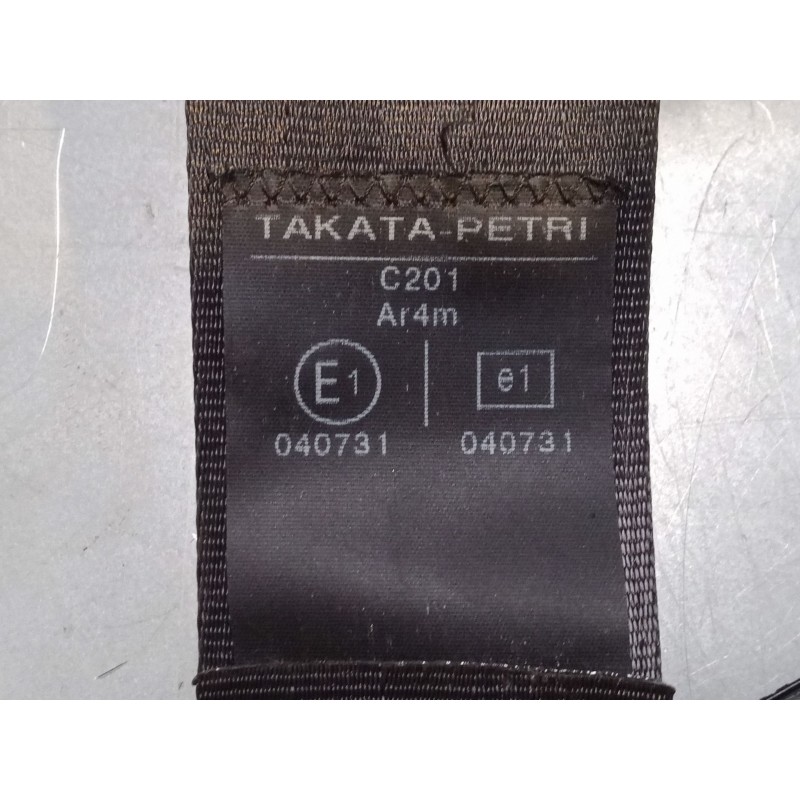 TAKATA-PETRI
C201
Ar4m
E1 e1
040731 040731